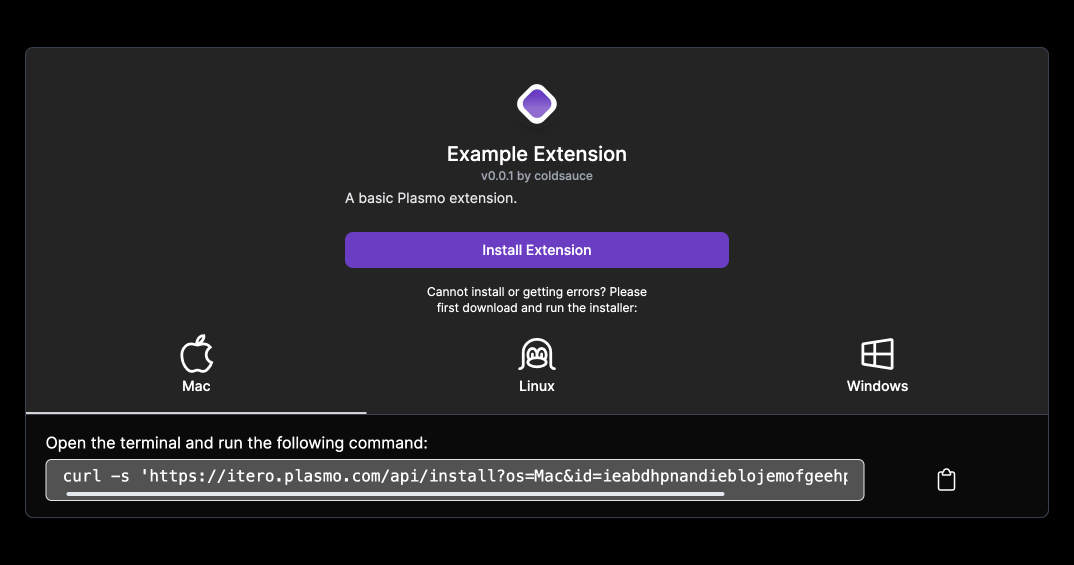 Example Extension
v0.0.1 by coldsauce
A basic Plasmo extension.
Install Extension
Cannot install or getting errors? Please
first download and run the installer:
Mac
Linux
Windows
Open the terminal and run the following command:
curl -s 'https://itero.plasmo.com/api/install?os=Mac&id=ieabdhpnandieblojemofgeehp